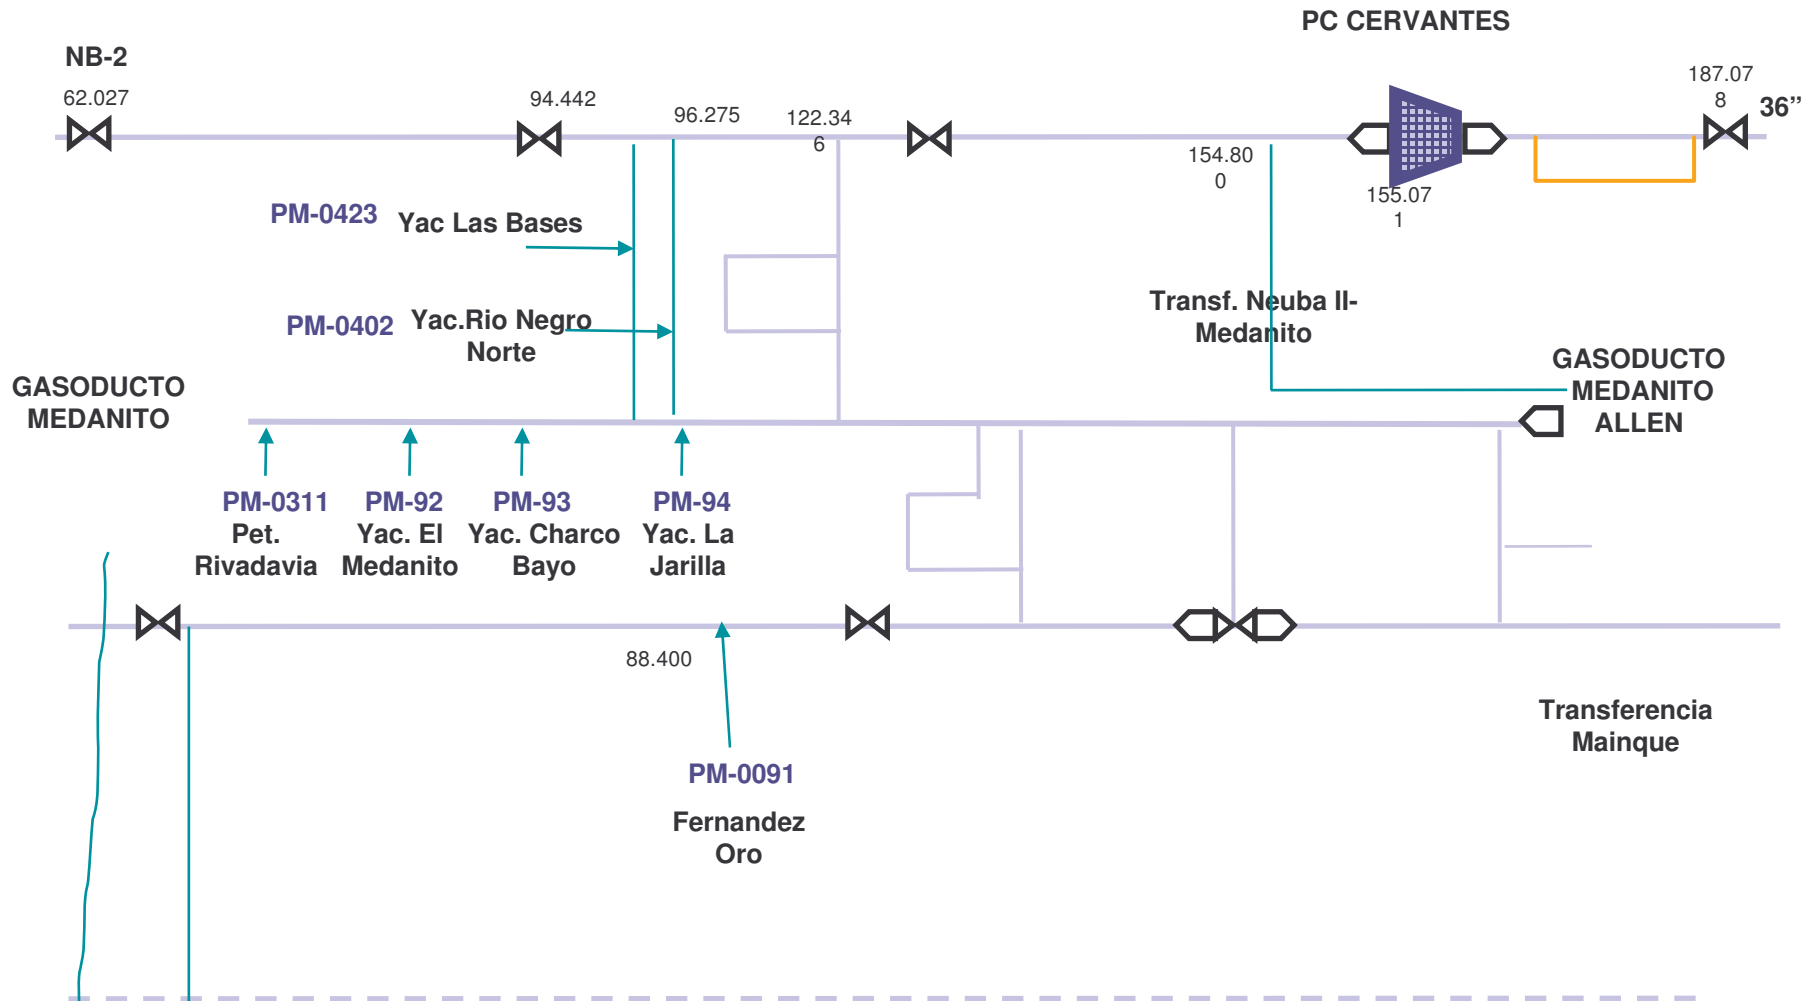 PC CERVANTES
NB-2
62.027
94.442
96.275
122.34
6
154.80
0
155.07
1
187.07
8
36”
PM-0423
Yac Las Bases
PM-0402
Yac.Rio Negro
Norte
Transf. Neuba II-
Medanito
GASODUCTO
MEDANITO
GASODUCTO
MEDANITO
ALLEN
PM-0311
Pet.
Rivadavia
PM-92
Yac. El
Medanito
PM-93
Yac. Charco
Bayo
PM-94
Yac. La
Jarilla
88.400
PM-0091
Fernandez
Oro
Transferencia
Mainque